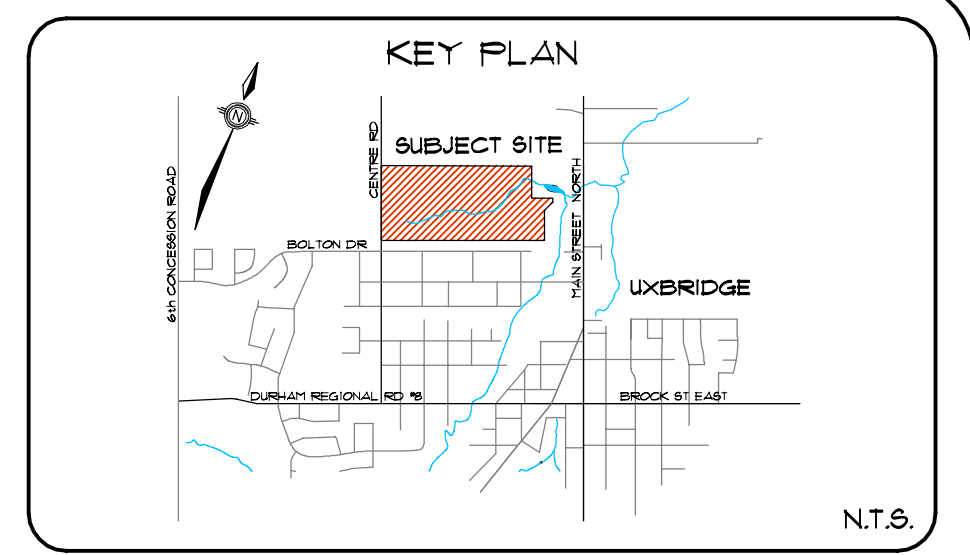 KEY PLAN
N
CENTRE RD
SUBJECT SITE
6th CONCESSION ROAD
MAIN STREET NORTH
BOLTON DR
UXBRIDGE
DURHAM REGIONAL RD #8
BROCK ST EAST
N.T.S.